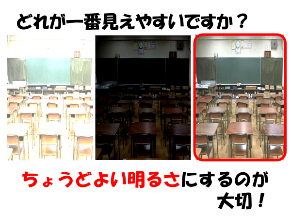 どれが一番見えやすいですか？
ちょうどよい明るさにするのが
大切！